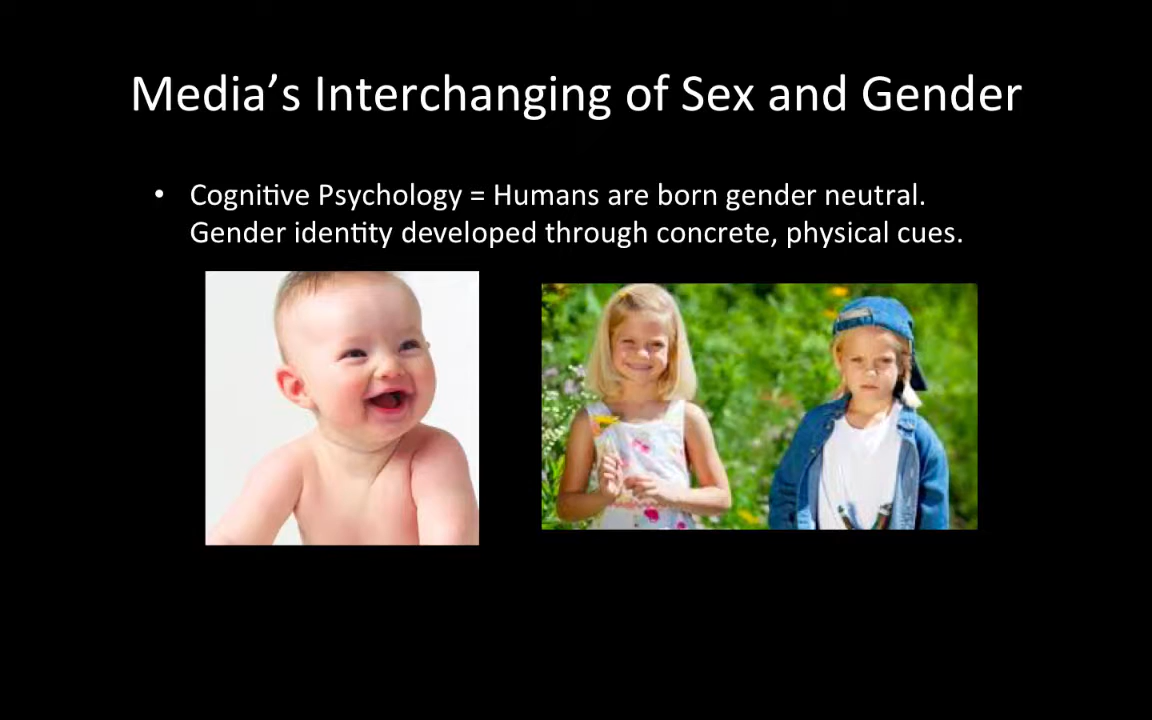 Media’s Interchanging of Sex and Gender
• Cognitive Psychology = Humans are born gender neutral.
Gender identity developed through concrete, physical cues.